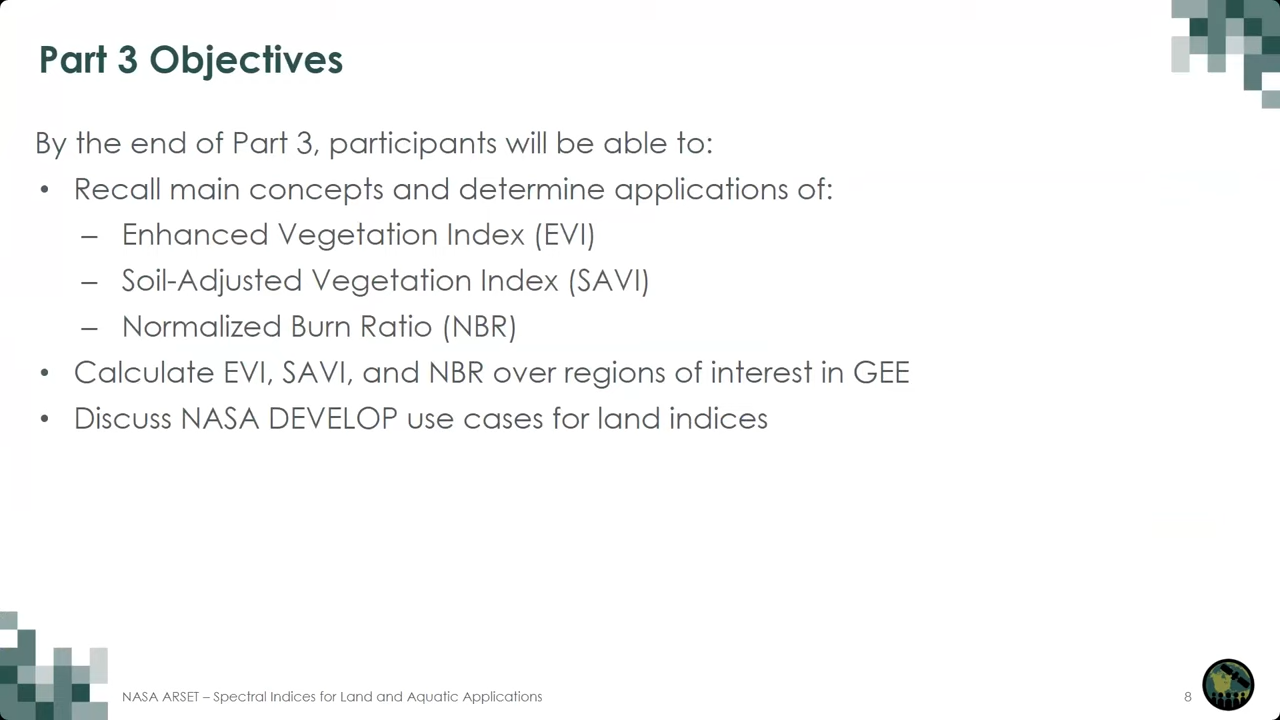 Part 3 Objectives
By the end of Part 3, participants will be able to:
• Recall main concepts and determine applications of:
– Enhanced Vegetation Index (EVI)
– Soil-Adjusted Vegetation Index (SAVI)
– Normalized Burn Ratio (NBR)
• Calculate EVI, SAVI, and NBR over regions of interest in GEE
• Discuss NASA DEVELOP use cases for land indices
NASA ARSET – Spectral Indices for Land and Aquatic Applications
8